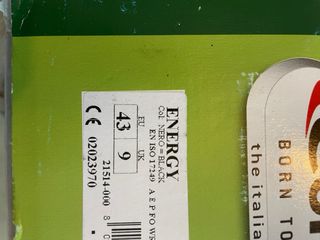 ENERGY
Col: NERO = BLACK
EN ISO 17249 A E P FO WR
EU UK
43 9
21514-000
CE 02023970
BORN TO
the italia